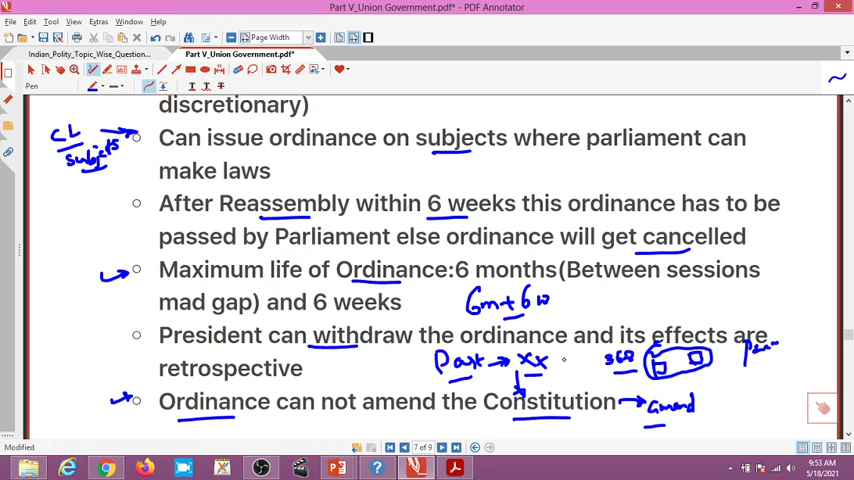 Part V_Union Government.pdf* - PDF Annotator
File Edit Tool View Extras Window Help
Page Width
Indian_Polity_Topic_Wise_Question...
Part V_Union Government.pdf*
Pen
discretionary)
CL subjects
Can issue ordinance on subjects where parliament can
make laws
After Reassembly within 6 weeks this ordinance has to be
passed by Parliament else ordinance will get cancelled
Maximum life of Ordinance:6 months(Between sessions
mad gap) and 6 weeks
6m+6w
President can withdraw the ordinance and its effects are
retrospective
Part → XX
368
Ordinance can not amend the Constitution → amend
Modified
7 of 9
9:53 AM
5/18/2021